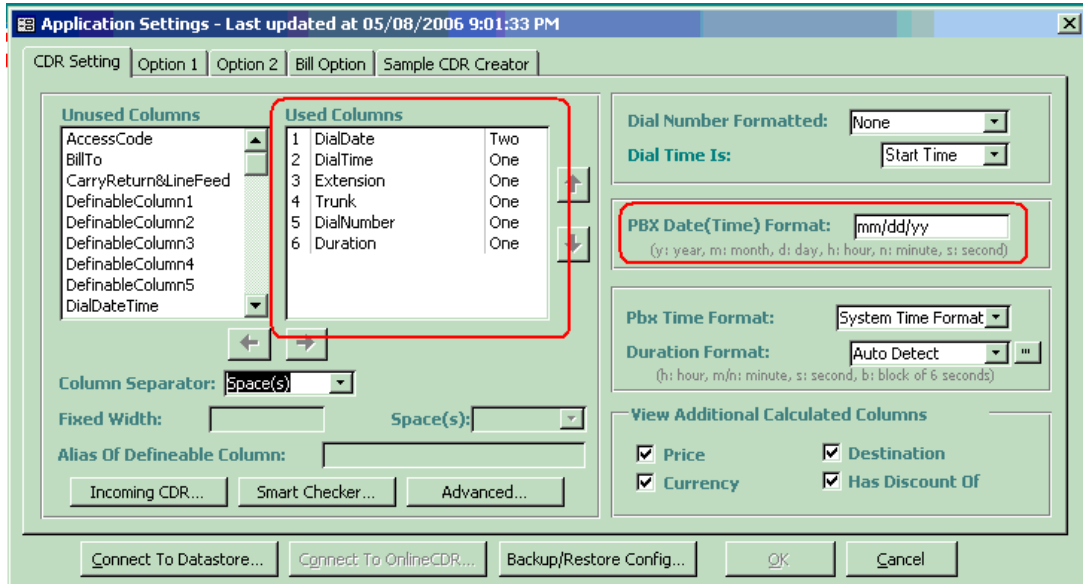 Application Settings - Last updated at 05/08/2006 9:01:33 PM
CDR Setting Option 1 Option 2 Bill Option Sample CDR Creator
Unused Columns
AccessCode
BillTo
CarryReturn&LineFeed
DefinableColumn1
DefinableColumn2
DefinableColumn3
DefinableColumn4
DefinableColumn5
DialDateTime
Used Columns
1 DialDate Two
2 DialTime One
3 Extension One
4 Trunk One
5 DialNumber One
6 Duration One
Column Separator: Space(s)
Fixed Width: Space(s):
Alias Of Defineable Column:
Incoming CDR... Smart Checker... Advanced...
Dial Number Formatted: None
Dial Time Is: Start Time
PBX Date(Time) Format: mm/dd/yy
(y: year, m: month, d: day, h: hour, n: minute, s: second)
Pbx Time Format: System Time Format
Duration Format: Auto Detect ...
(h: hour, m/n: minute, s: second, b: block of 6 seconds)
View Additional Calculated Columns
Price Destination
Currency Has Discount Of
Connect To Datastore... Connect To OnlineCDR... Backup/Restore Config... OK Cancel